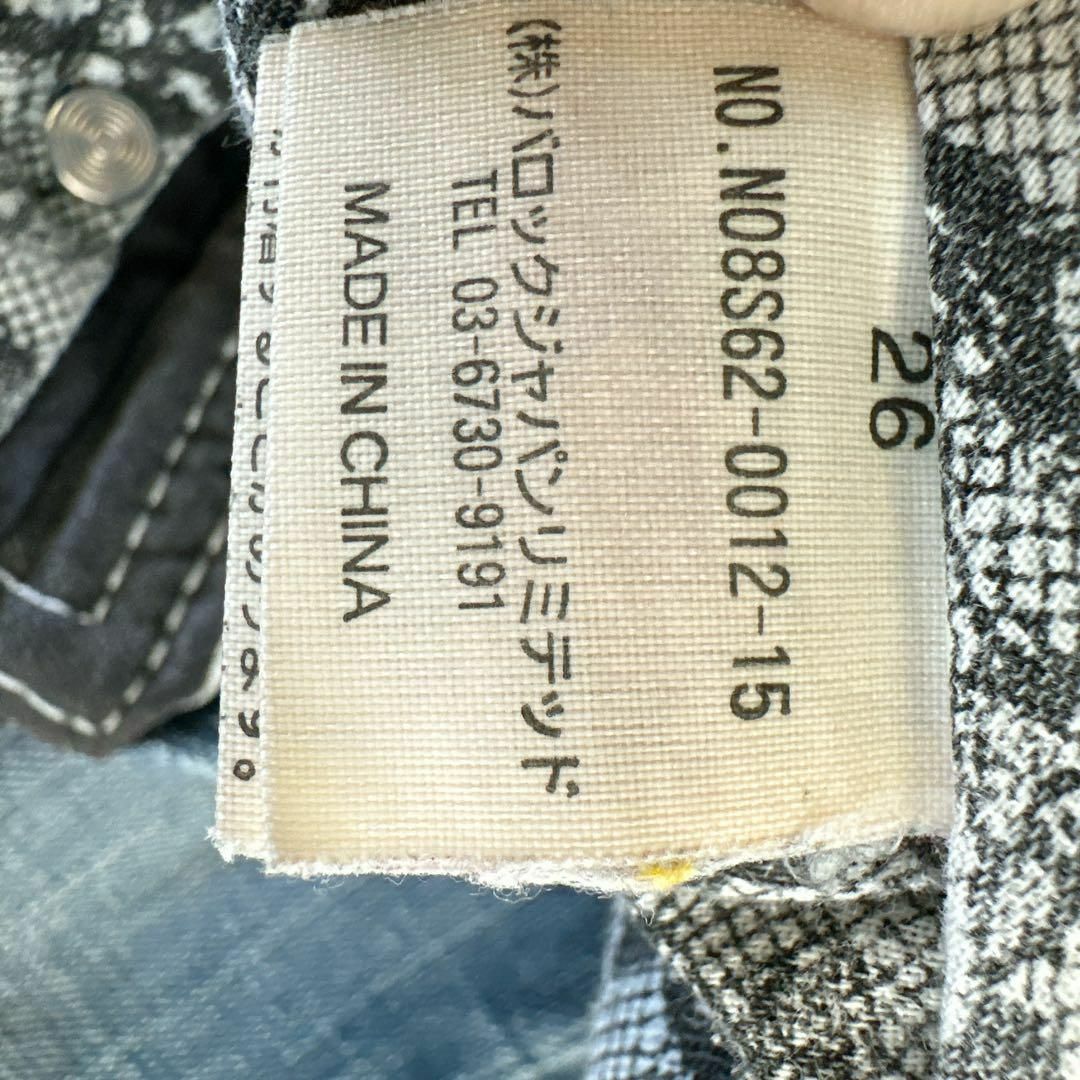 26
NO.N08S62-0012-15
(株)バロックジャパンリミテッド
TEL 03-6730-9191
MADE IN CHINA